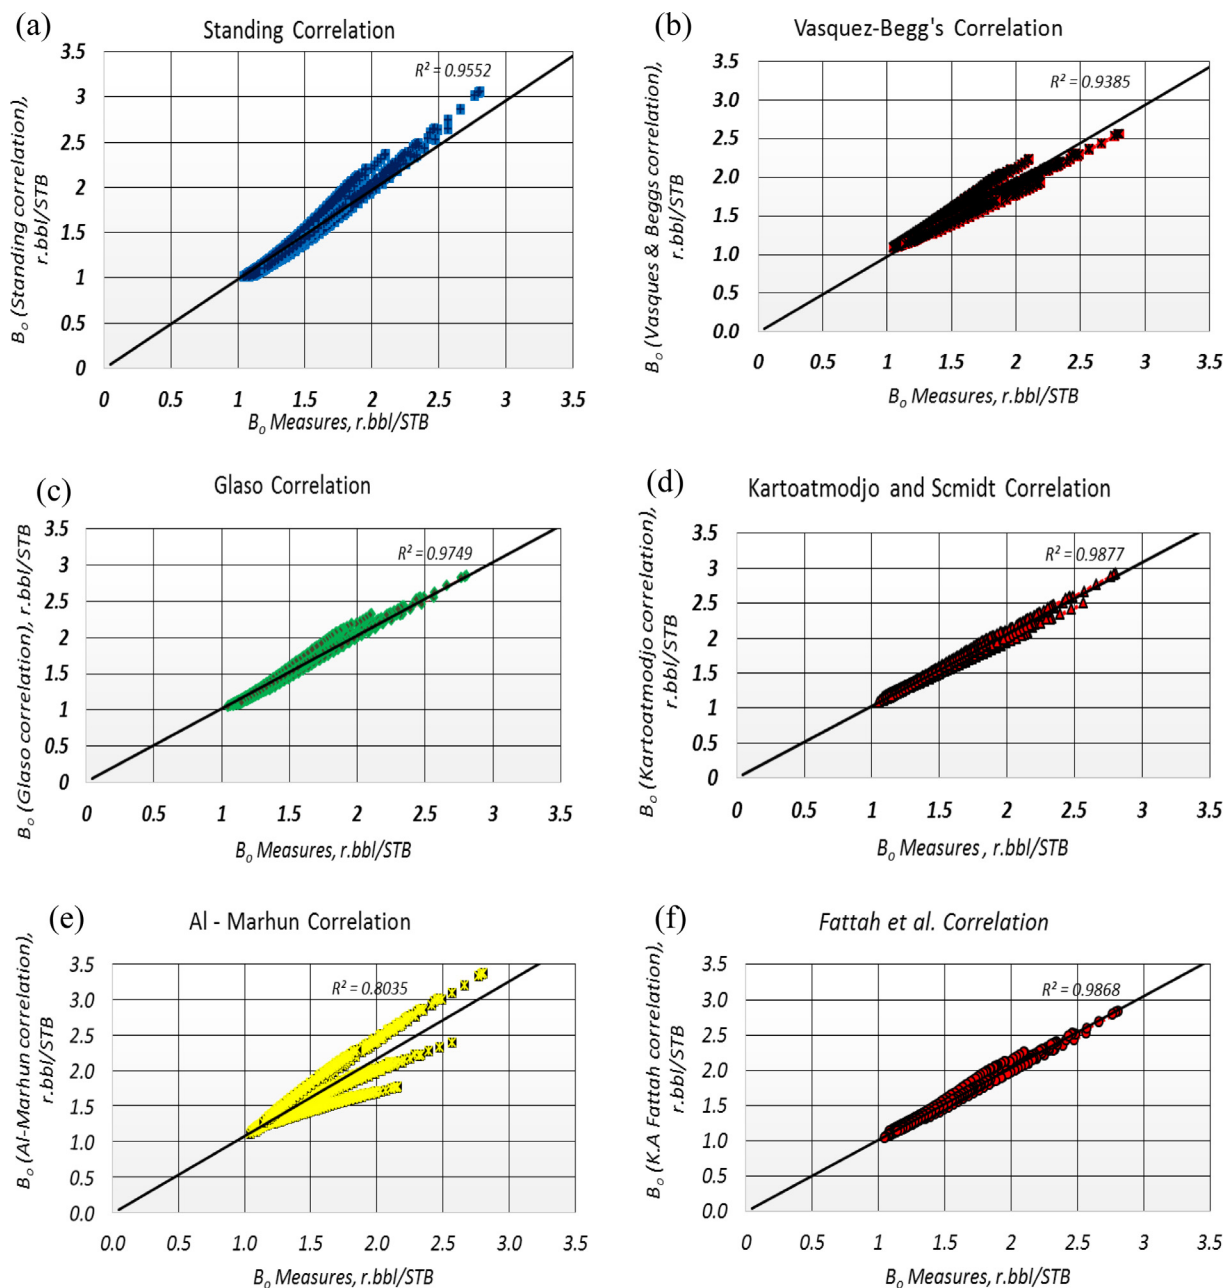 (a)
Standing Correlation
B₀ (Standing correlation),
r.bbl/STB
3.5
3
2.5
2
1.5
1
0.5
0
R² = 0.9552
0 0.5 1 1.5 2 2.5 3 3.5
Bₒ Measures, r.bbl/STB
(b)
Vasquez-Begg's Correlation
Bₒ (Vasques & Beggs correlation),
r.bbl/STB
3.5
3.0
2.5
2.0
1.5
1.0
0.5
0.0
R² = 0.9385
0 0.5 1 1.5 2 2.5 3 3.5
Bₒ Measures, r.bbl/STB
(c)
Glaso Correlation
Bₒ (Glaso correlation), r.bbl/STB
3.5
3
2.5
2
1.5
1
0.5
0
R² = 0.9749
0 0.5 1 1.5 2 2.5 3 3.5
Bₒ Measures, r.bbl/STB
(d)
Kartoatmodjo and Scmidt Correlation
Bₒ (Kartoatmodjo correlation),
r.bbl/STB
3.5
3
2.5
2
1.5
1
0.5
0
R² = 0.9877
0 0.5 1 1.5 2 2.5 3 3.5
Bₒ Measures , r.bbl/STB
(e)
Al - Marhun Correlation
Bₒ (Al-Marhun correlation),
r.bbl/STB
3.5
3.0
2.5
2.0
1.5
1.0
0.5
0.0
R² = 0.8035
0.0 0.5 1.0 1.5 2.0 2.5 3.0 3.5
Bₒ Measures, r.bbl/STB
(f)
Fattah et al. Correlation
Bₒ (K.A Fattah correlation),
r.bbl/STB
3.5
3.0
2.5
2.0
1.5
1.0
0.5
0.0
R² = 0.9868
0 0.5 1 1.5 2 2.5 3 3.5
Bₒ Measures, r.bbl/STB